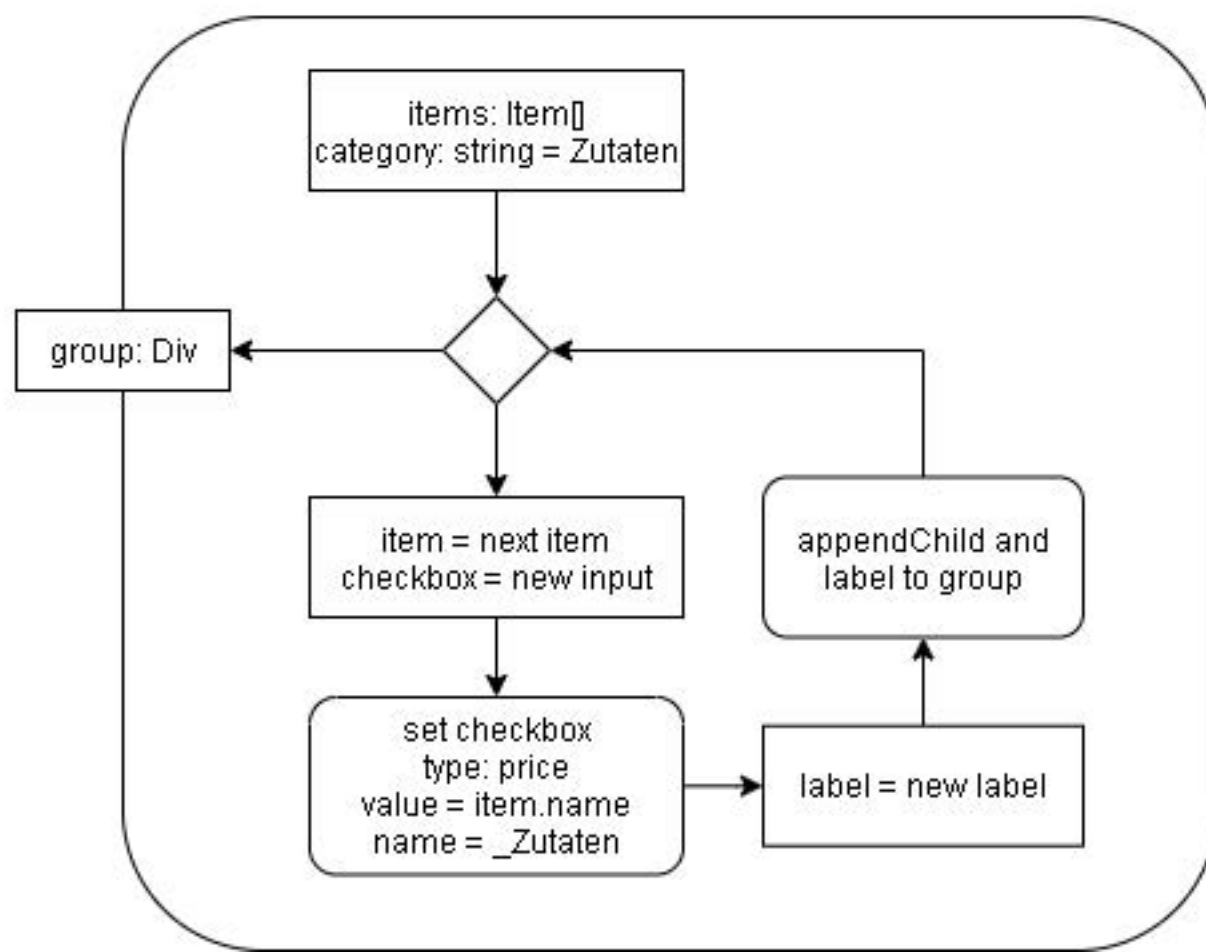 items: Item[]
category: string = Zutaten
group: Div
item = next item
checkbox = new input
appendChild and
label to group
set checkbox
type: price
value = item.name
name = _Zutaten
label = new label